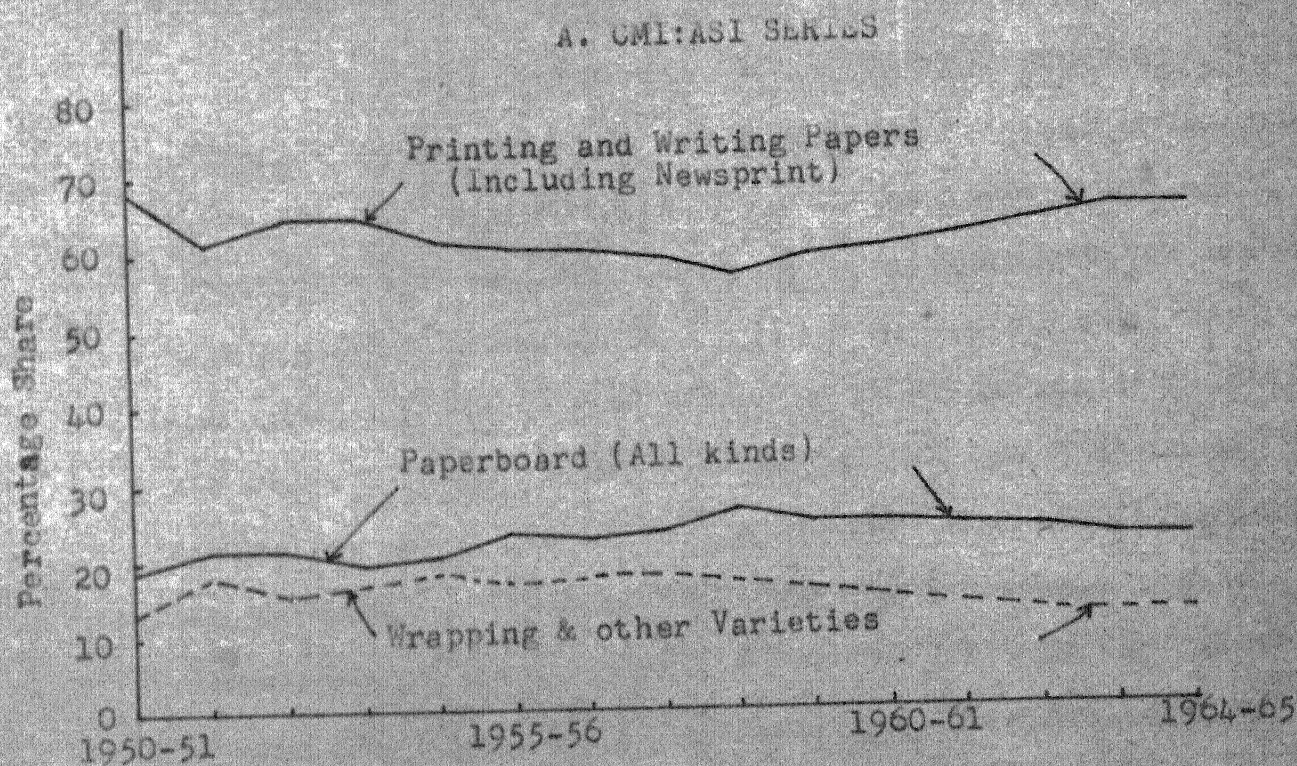 A. CMI:ASI SERIES
80
Printing and Writing Papers
(Including Newsprint)
70
60
50
40
Percentage Share
Paperboard (All kinds)
30
20
Wrapping & other Varieties
10
0
1950-51
1955-56
1960-61
1964-65